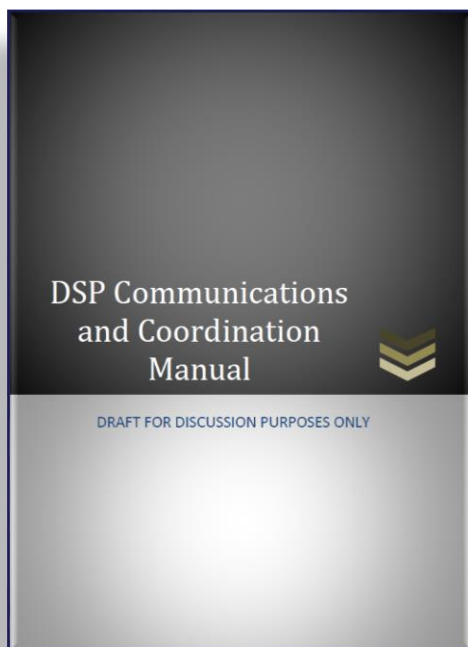 DSP Communications
and Coordination
Manual
DRAFT FOR DISCUSSION PURPOSES ONLY